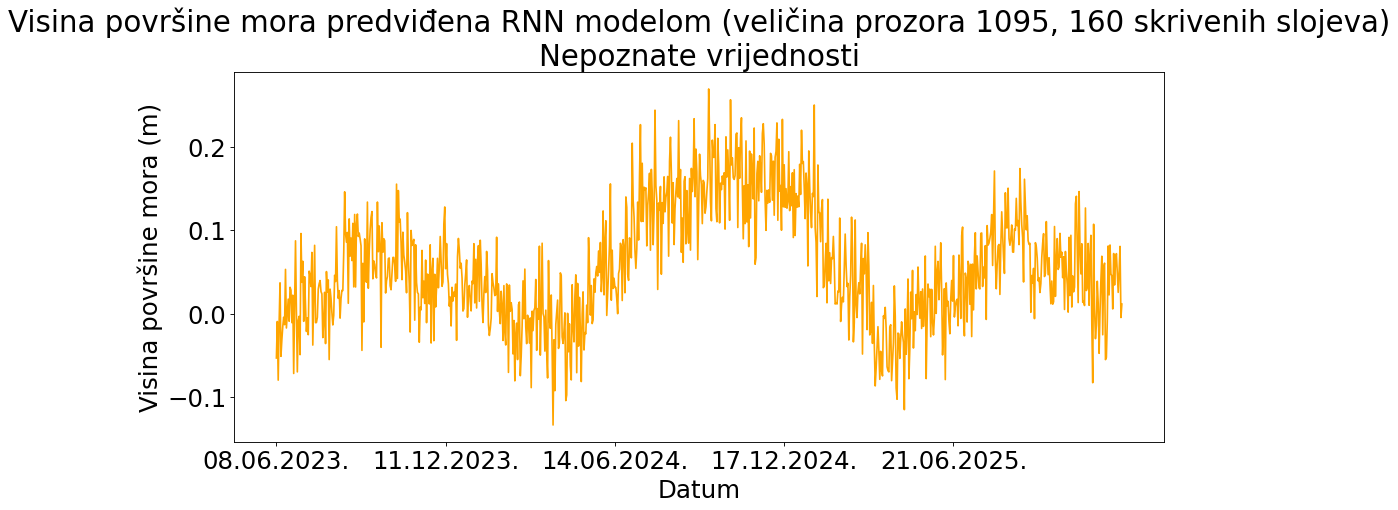 Visina površine mora predviđena RNN modelom (veličina prozora 1095, 160 skrivenih slojeva)
Nepoznate vrijednosti
Visina površine mora (m)
0.2
0.1
0.0
−0.1
08.06.2023. 11.12.2023. 14.06.2024. 17.12.2024. 21.06.2025.
Datum